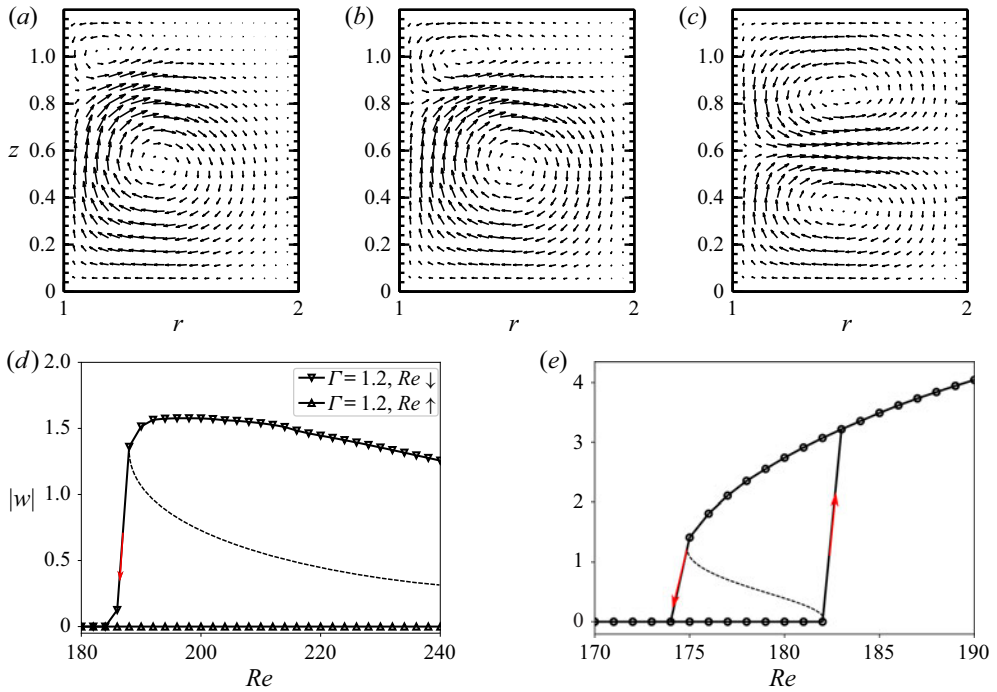 (a) (b) (c)
1.0 1.0 1.0
0.8 0.8 0.8
z 0.6 0.6 0.6
0.4 0.4 0.4
0.2 0.2 0.2
0 0 0
1 2 1 2 1 2
r r r
(d) (e)
2.0
Γ = 1.2, Re ↓
Γ = 1.2, Re ↑
1.5
|w| 1.0
0.5
0
180 200 220 240
Re
4
3
2
1
0
170 175 180 185 190
Re